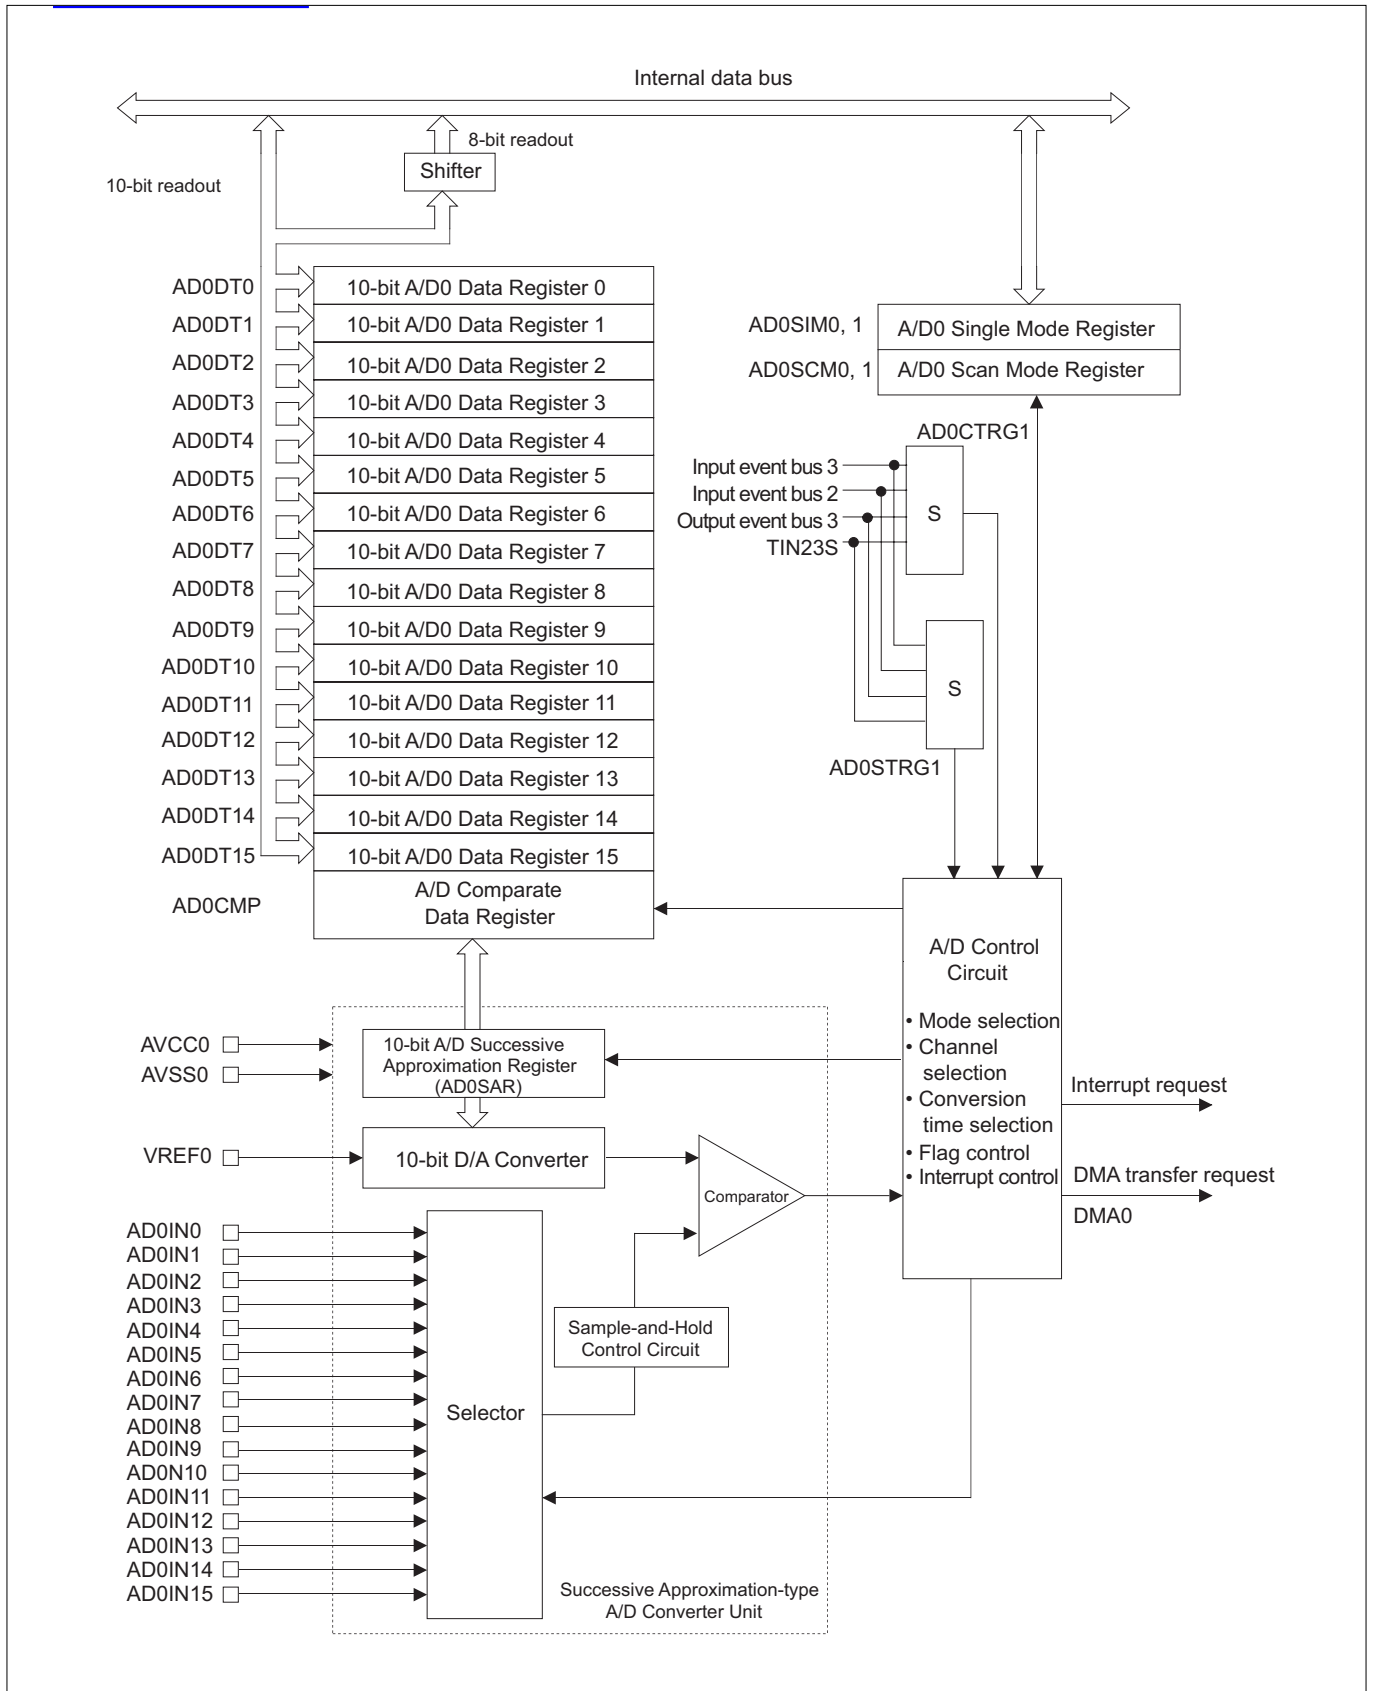 Internal data bus
8-bit readout
Shifter
10-bit readout
AD0DT0
10-bit A/D0 Data Register 0
AD0DT1
10-bit A/D0 Data Register 1
AD0DT2
10-bit A/D0 Data Register 2
AD0DT3
10-bit A/D0 Data Register 3
AD0DT4
10-bit A/D0 Data Register 4
AD0DT5
10-bit A/D0 Data Register 5
AD0DT6
10-bit A/D0 Data Register 6
AD0DT7
10-bit A/D0 Data Register 7
AD0DT8
10-bit A/D0 Data Register 8
AD0DT9
10-bit A/D0 Data Register 9
AD0DT10
10-bit A/D0 Data Register 10
AD0DT11
10-bit A/D0 Data Register 11
AD0DT12
10-bit A/D0 Data Register 12
AD0DT13
10-bit A/D0 Data Register 13
AD0DT14
10-bit A/D0 Data Register 14
AD0DT15
10-bit A/D0 Data Register 15
AD0CMP
A/D Comparate
Data Register
AD0SIM0, 1
A/D0 Single Mode Register
AD0SCM0, 1
A/D0 Scan Mode Register
AD0CTRG1
Input event bus 3
Input event bus 2
Output event bus 3
TIN23S
S
S
AD0STRG1
A/D Control
Circuit
• Mode selection
• Channel
selection
• Conversion
time selection
• Flag control
• Interrupt control
Interrupt request
DMA transfer request
DMA0
AVCC0
AVSS0
10-bit A/D Successive
Approximation Register
(AD0SAR)
VREF0
10-bit D/A Converter
Comparator
AD0IN0
AD0IN1
AD0IN2
AD0IN3
AD0IN4
AD0IN5
AD0IN6
AD0IN7
AD0IN8
AD0IN9
AD0N10
AD0IN11
AD0IN12
AD0IN13
AD0IN14
AD0IN15
Selector
Sample-and-Hold
Control Circuit
Successive Approximation-type
A/D Converter Unit